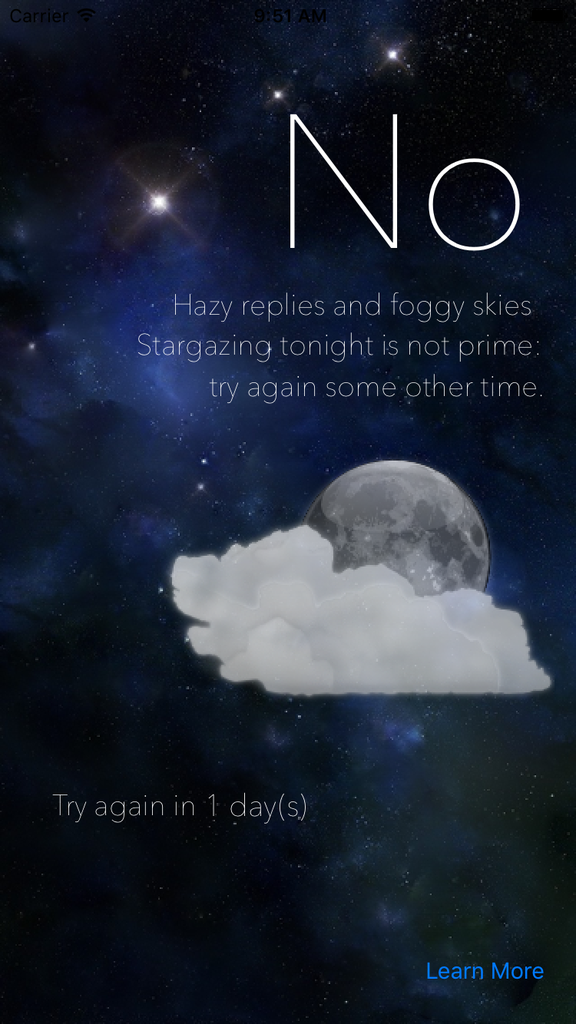 Carrier 9:51 AM
No
Hazy replies and foggy skies
Stargazing tonight is not prime:
try again some other time.
Try again in 1 day(s)
Learn More